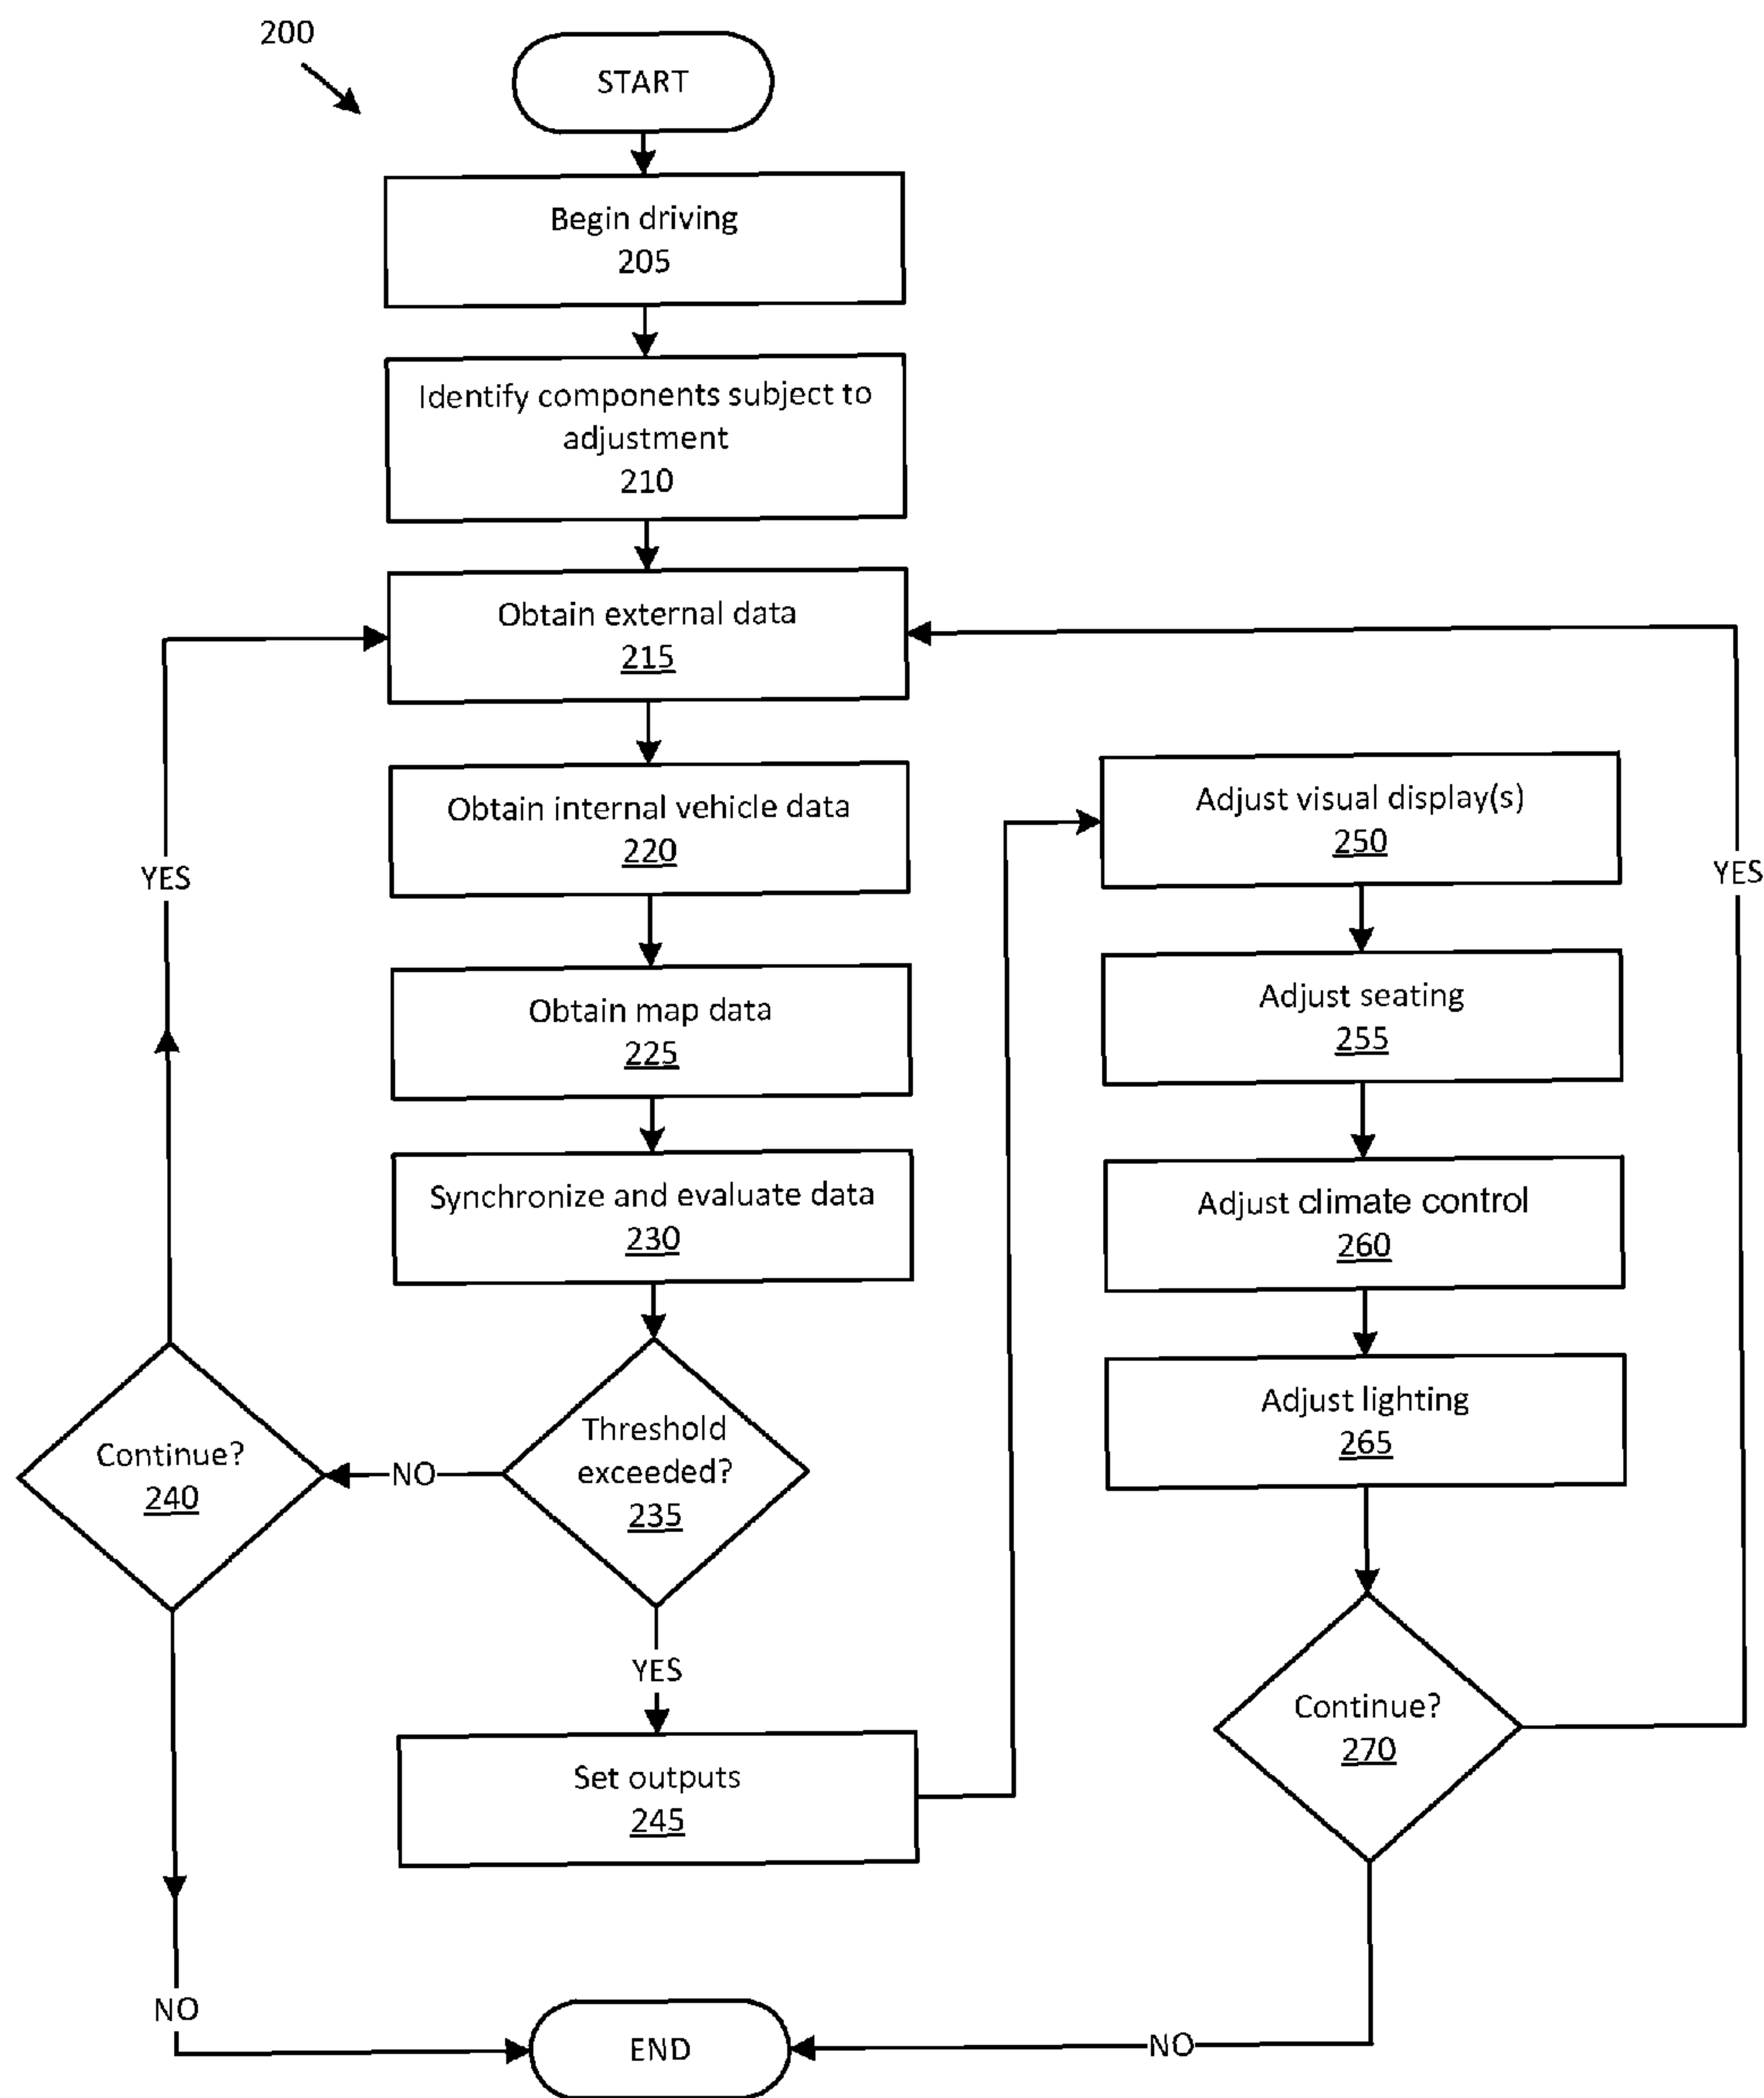 200
START
Begin driving
205
Identify components subject to
adjustment
210
Obtain external data
215
Obtain internal vehicle data
220
YES
Obtain map data
225
Synchronize and evaluate data
230
Threshold
exceeded?
235
NO
Continue?
240
YES
Set outputs
245
Adjust visual display(s)
250
YES
Adjust seating
255
Adjust climate control
260
Adjust lighting
265
Continue?
270
NO
END
NO